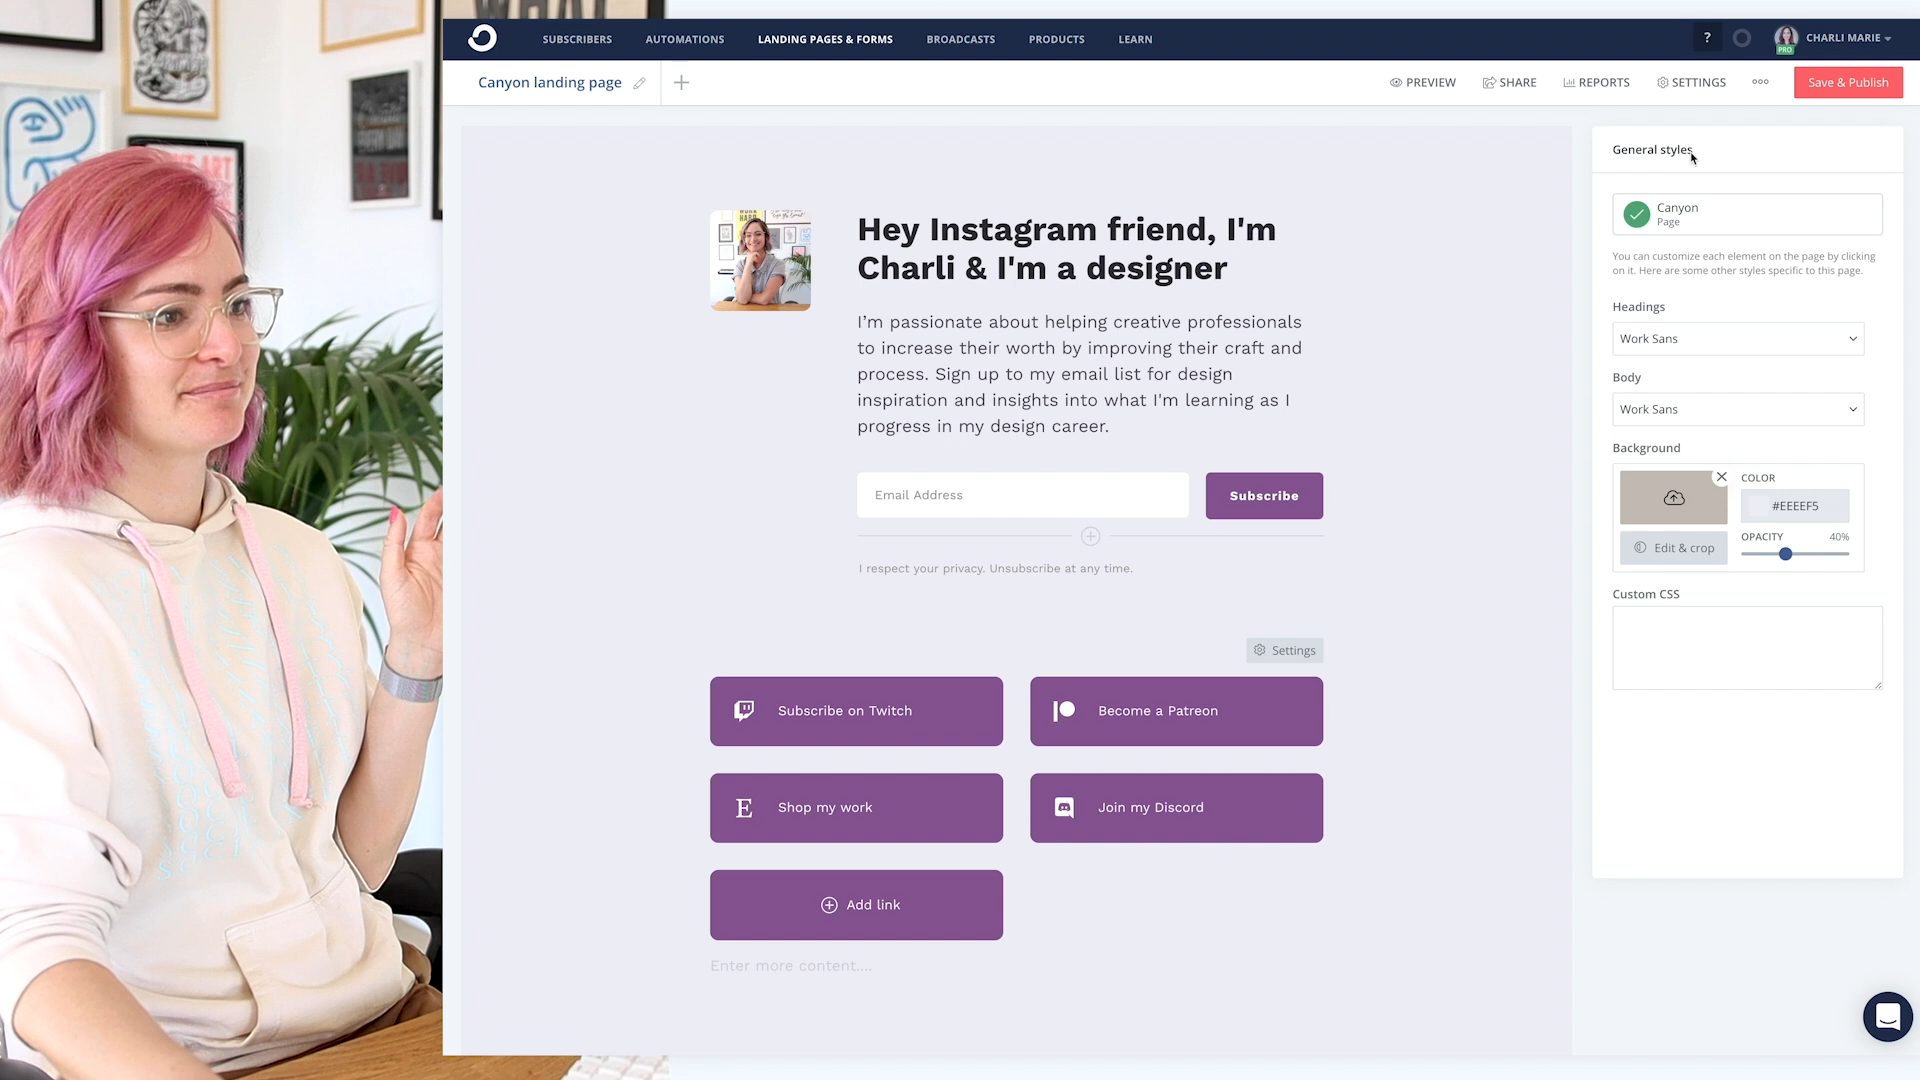 SUBSCRIBERS
AUTOMATIONS
LANDING PAGES & FORMS
BROADCASTS
PRODUCTS
LEARN
?
PRO
CHARLI MARIE
Canyon landing page
PREVIEW
SHARE
REPORTS
SETTINGS
Save & Publish
Hey Instagram friend, I'm
Charli & I'm a designer
I'm passionate about helping creative professionals
to increase their worth by improving their craft and
process. Sign up to my email list for design
inspiration and insights into what I'm learning as I
progress in my design career.
Email Address
Subscribe
I respect your privacy. Unsubscribe at any time.
Settings
Subscribe on Twitch
Become a Patreon
E
Shop my work
Join my Discord
Add link
Enter more content....
General styles
Canyon
Page
You can customize each element on the page by clicking
on it. Here are some other styles specific to this page.
Headings
Work Sans
Body
Work Sans
Background
COLOR
#EEEEF5
Edit & crop
OPACITY 40%
Custom CSS